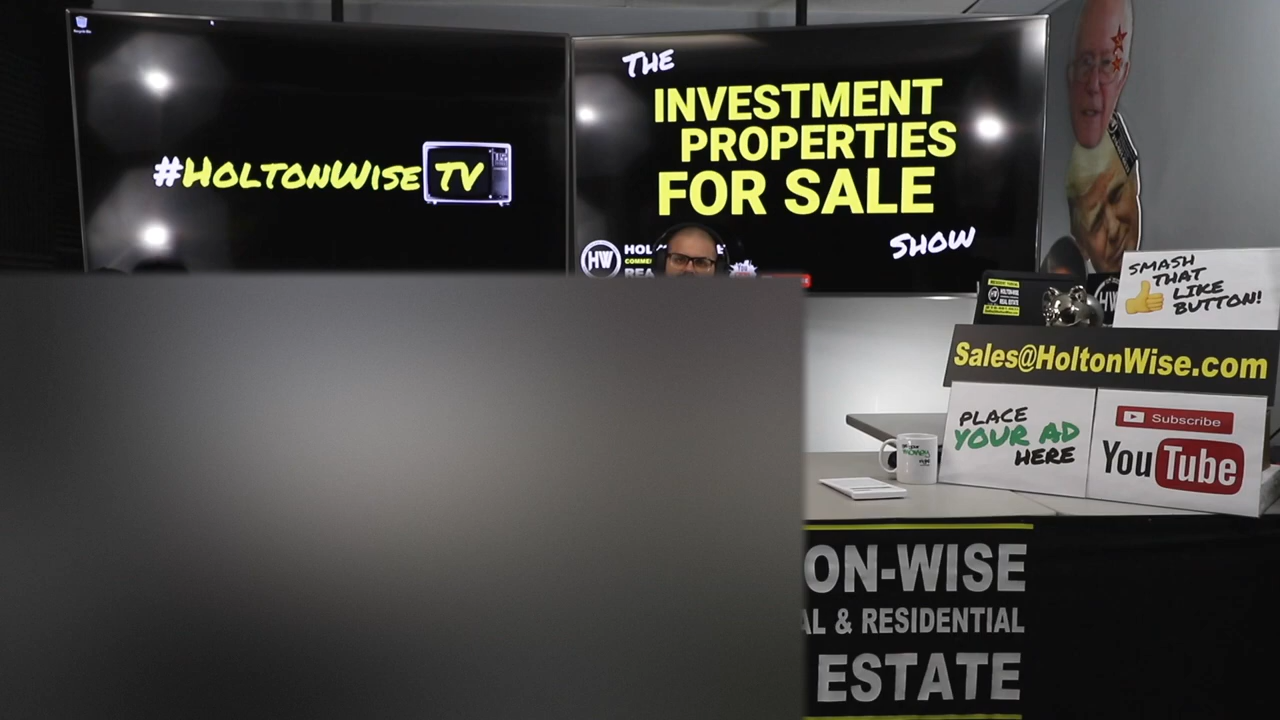 #HOLTONWISE TV
THE
INVESTMENT
PROPERTIES
FOR SALE
SHOW
HW
SMASH
THAT
LIKE
BUTTON!
Sales@HoltonWise.com
PLACE
YOUR AD
HERE
Subscribe
YouTube
ON-WISE
AL & RESIDENTIAL
ESTATE